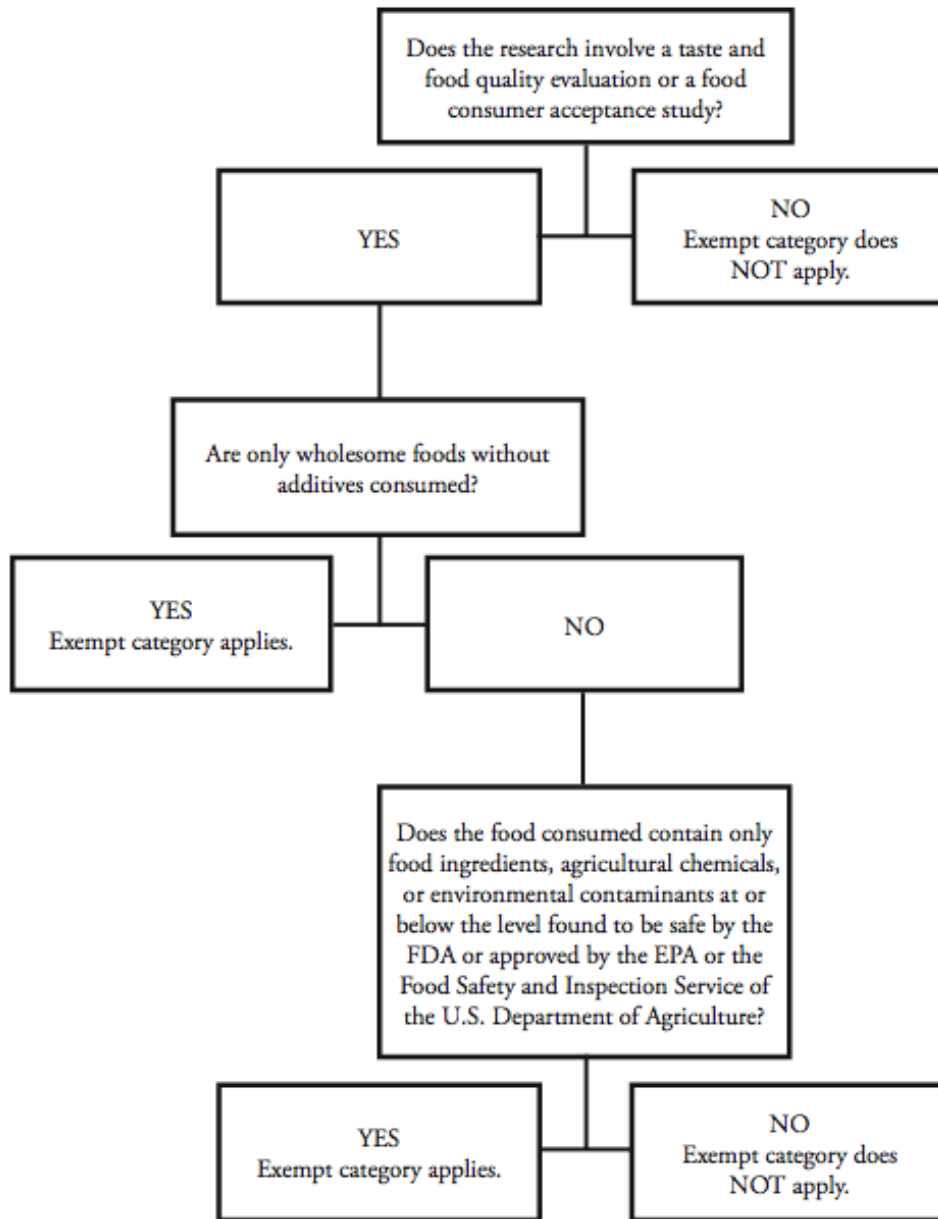 Does the research involve a taste and
food quality evaluation or a food
consumer acceptance study?
YES
NO
Exempt category does
NOT apply.
Are only wholesome foods without
additives consumed?
YES
Exempt category applies.
NO
Does the food consumed contain only
food ingredients, agricultural chemicals,
or environmental contaminants at or
below the level found to be safe by the
FDA or approved by the EPA or the
Food Safety and Inspection Service of
the U.S. Department of Agriculture?
YES
Exempt category applies.
NO
Exempt category does
NOT apply.